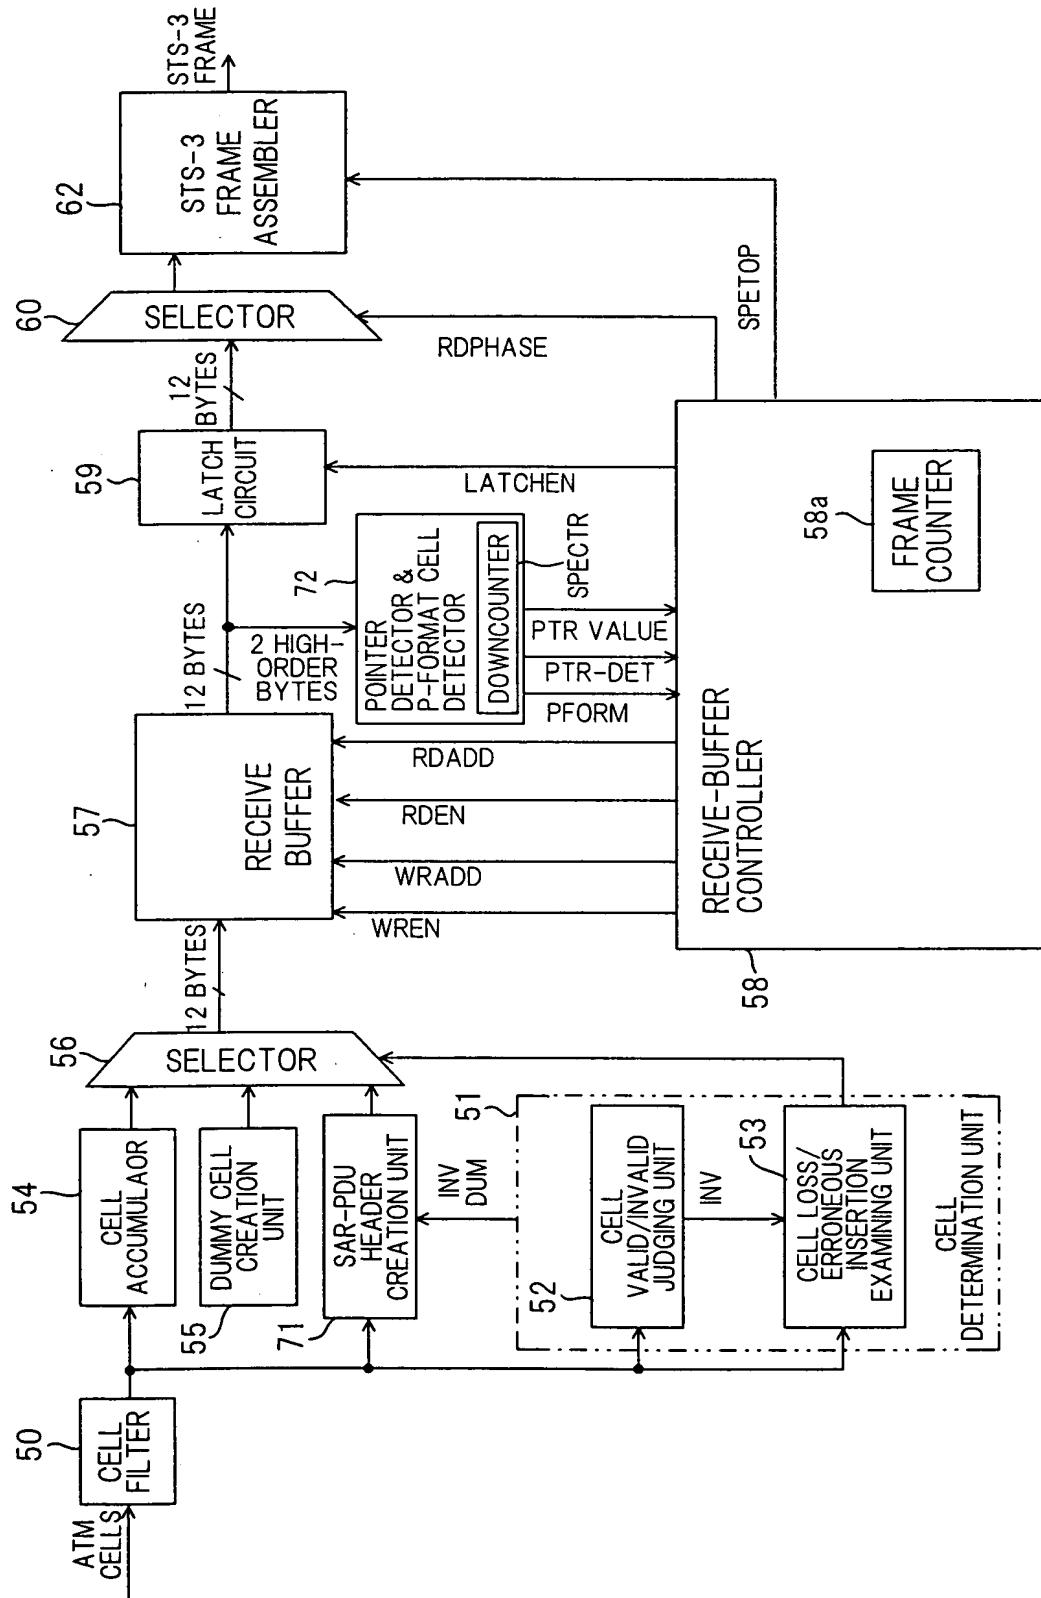 ATM
CELLS
50
CELL
FILTER
54
CELL
ACCUMULAOR
55
DUMMY CELL
CREATION
UNIT
71
SAR-PDU
HEADER
CREATION UNIT
INV
DUM
51
52
CELL
VALID/INVALID
JUDGING UNIT
INV
53
CELL LOSS/
ERRONEOUS
INSERTION
EXAMINING UNIT
CELL
DETERMINATION UNIT
56
SELECTOR
12 BYTES
57
RECEIVE
BUFFER
WREN
WRADD
RDEN
RDADD
12 BYTES
2 HIGH-
ORDER
BYTES
72
POINTER
DETECTOR &
P-FORMAT CELL
DETECTOR
DOWNCOUNTER
SPECTR
PFORM
PTR-DET
PTR VALUE
59
LATCH
CIRCUIT
LATCHEN
12
BYTES
60
SELECTOR
RDPHASE
62
STS-3
FRAME
ASSEMBLER
STS-3
FRAME
SPETOP
58
RECEIVE-BUFFER
CONTROLLER
58a
FRAME
COUNTER